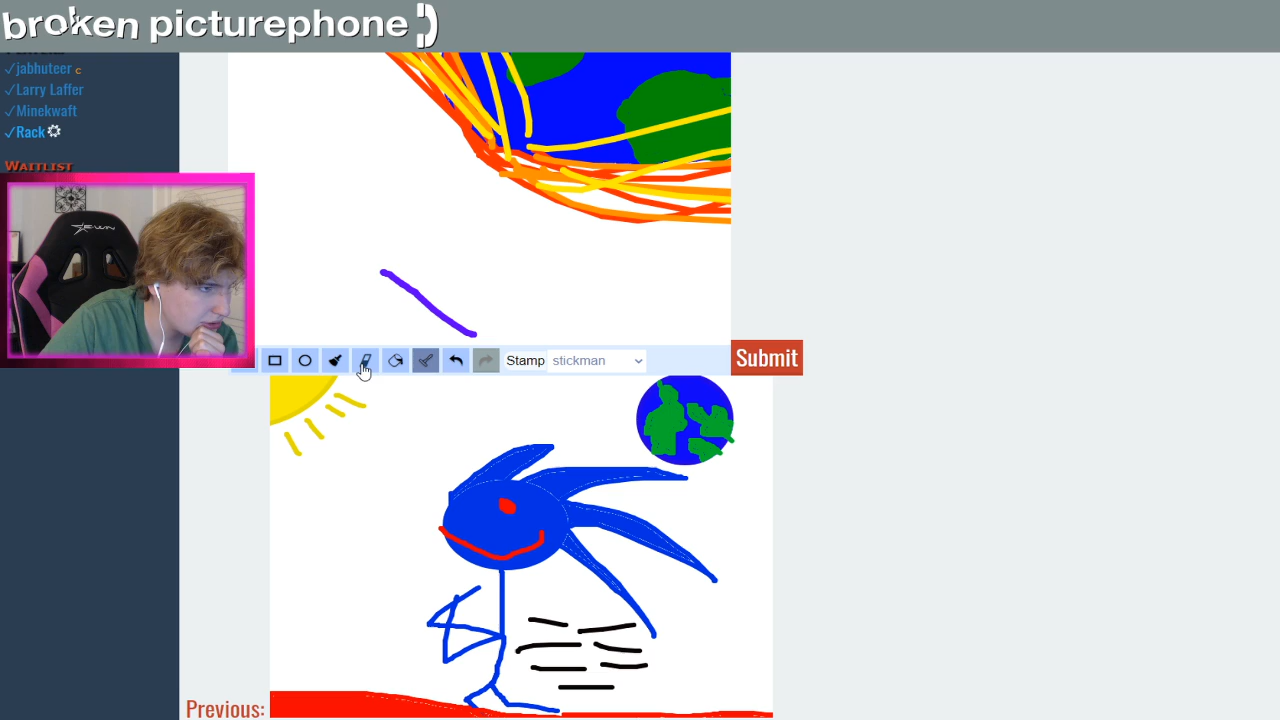 broken picturephone
✓jabhuteer c
✓Larry Laffer
✓Minekwaft
✓Rack
WAITLIST
Stamp stickman
Submit
Previous: